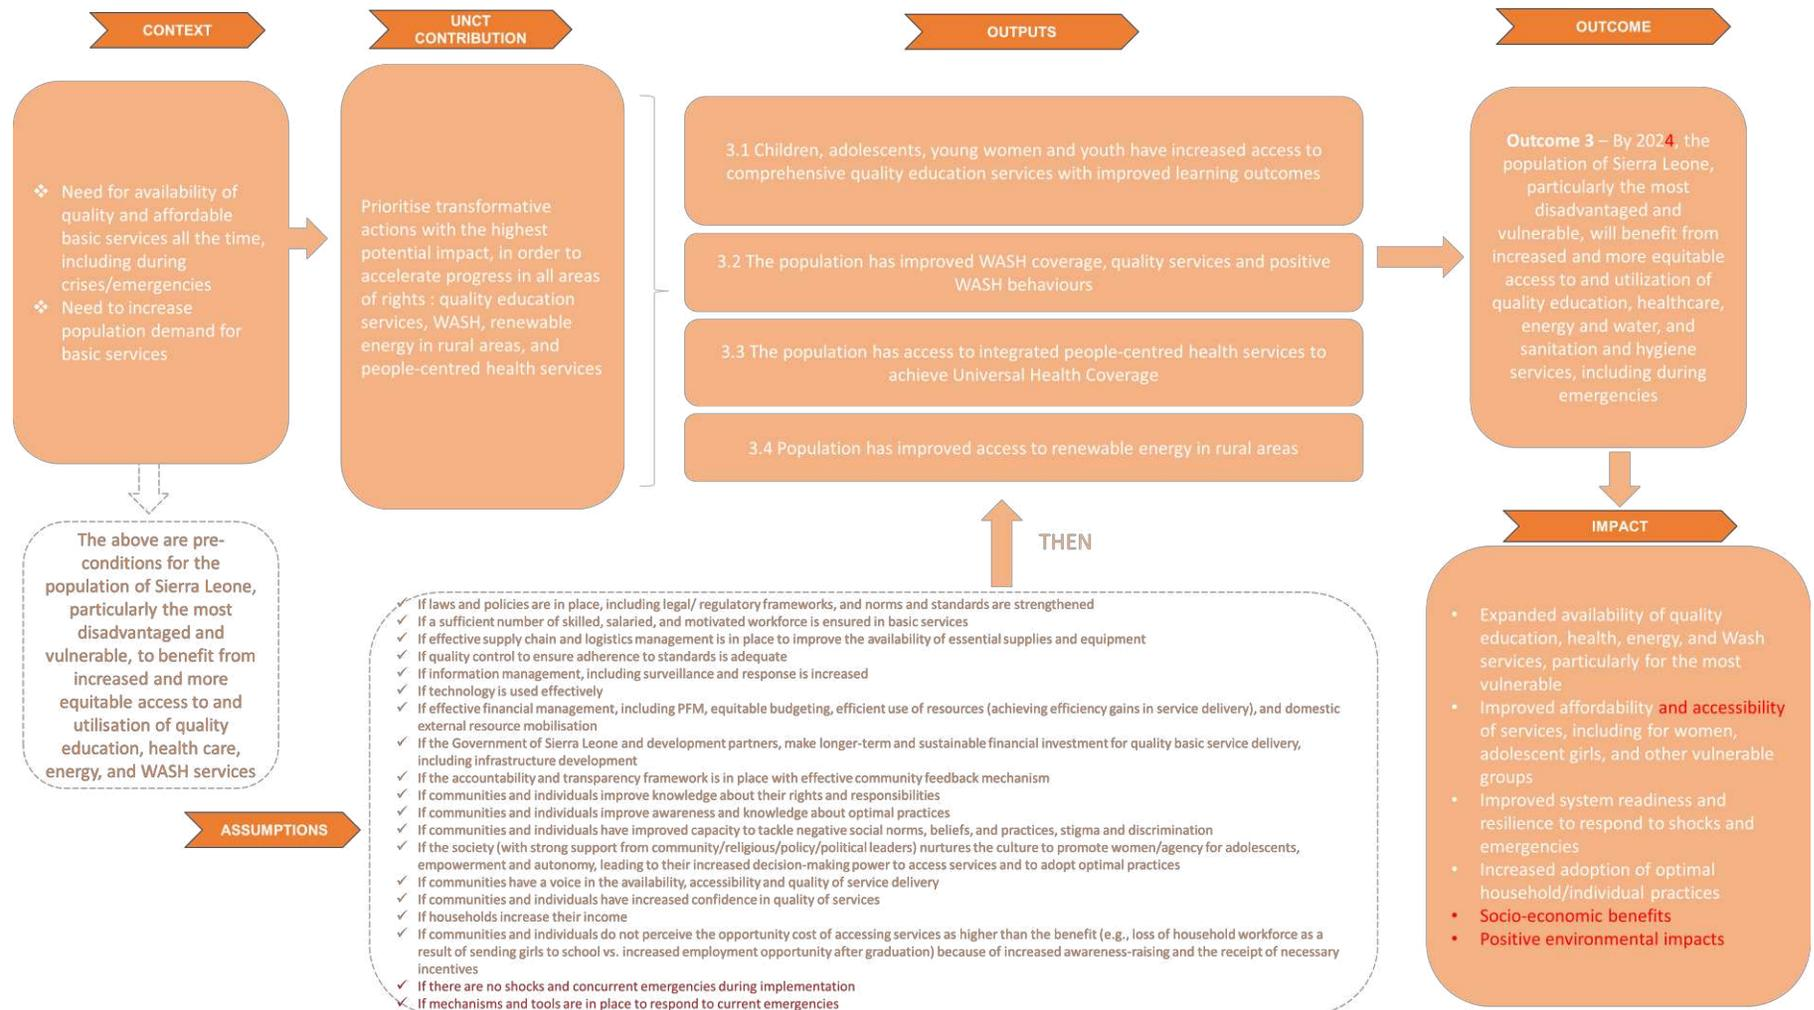 CONTEXT
❖ Need for availability of
quality and affordable
basic services all the time,
including during
crises/emergencies
❖ Need to increase
population demand for
basic services
The above are pre-
conditions for the
population of Sierra Leone,
particularly the most
disadvantaged and
vulnerable, to benefit from
increased and more
equitable access to and
utilisation of quality
education, health care,
energy, and WASH services
UNCT
CONTRIBUTION
Prioritise transformative
actions with the highest
potential impact, in order to
accelerate progress in all areas
of rights : quality education
services, WASH, renewable
energy in rural areas, and
people-centred health services
OUTPUTS
3.1 Children, adolescents, young women and youth have increased access to
comprehensive quality education services with improved learning outcomes
3.2 The population has improved WASH coverage, quality services and positive
WASH behaviours
3.3 The population has access to integrated people-centred health services to
achieve Universal Health Coverage
3.4 Population has improved access to renewable energy in rural areas
THEN
ASSUMPTIONS
✓ If laws and policies are in place, including legal/ regulatory frameworks, and norms and standards are strengthened
✓ If a sufficient number of skilled, salaried, and motivated workforce is ensured in basic services
✓ If effective supply chain and logistics management is in place to improve the availability of essential supplies and equipment
✓ If quality control to ensure adherence to standards is adequate
✓ If information management, including surveillance and response is increased
✓ If technology is used effectively
✓ If effective financial management, including PFM, equitable budgeting, efficient use of resources (achieving efficiency gains in service delivery), and domestic
external resource mobilisation
✓ If the Government of Sierra Leone and development partners, make longer-term and sustainable financial investment for quality basic service delivery,
including infrastructure development
✓ If the accountability and transparency framework is in place with effective community feedback mechanism
✓ If communities and individuals improve knowledge about their rights and responsibilities
✓ If communities and individuals improve awareness and knowledge about optimal practices
✓ If communities and individuals have improved capacity to tackle negative social norms, beliefs, and practices, stigma and discrimination
✓ If the society (with strong support from community/religious/policy/political leaders) nurtures the culture to promote women/agency for adolescents,
empowerment and autonomy, leading to their increased decision-making power to access services and to adopt optimal practices
✓ If communities have a voice in the availability, accessibility and quality of service delivery
✓ If communities and individuals have increased confidence in quality of services
✓ If households increase their income
✓ If communities and individuals do not perceive the opportunity cost of accessing services as higher than the benefit (e.g., loss of household workforce as a
result of sending girls to school vs. increased employment opportunity after graduation) because of increased awareness-raising and the receipt of necessary
incentives
✓ If there are no shocks and concurrent emergencies during implementation
✓ If mechanisms and tools are in place to respond to current emergencies
OUTCOME
Outcome 3 – By 2024, the
population of Sierra Leone,
particularly the most
disadvantaged and
vulnerable, will benefit from
increased and more equitable
access to and utilization of
quality education, healthcare,
energy and water, and
sanitation and hygiene
services, including during
emergencies
IMPACT
• Expanded availability of quality
education, health, energy, and Wash
services, particularly for the most
vulnerable
• Improved affordability and accessibility
of services, including for women,
adolescent girls, and other vulnerable
groups
• Improved system readiness and
resilience to respond to shocks and
emergencies
• Increased adoption of optimal
household/individual practices
• Socio-economic benefits
• Positive environmental impacts